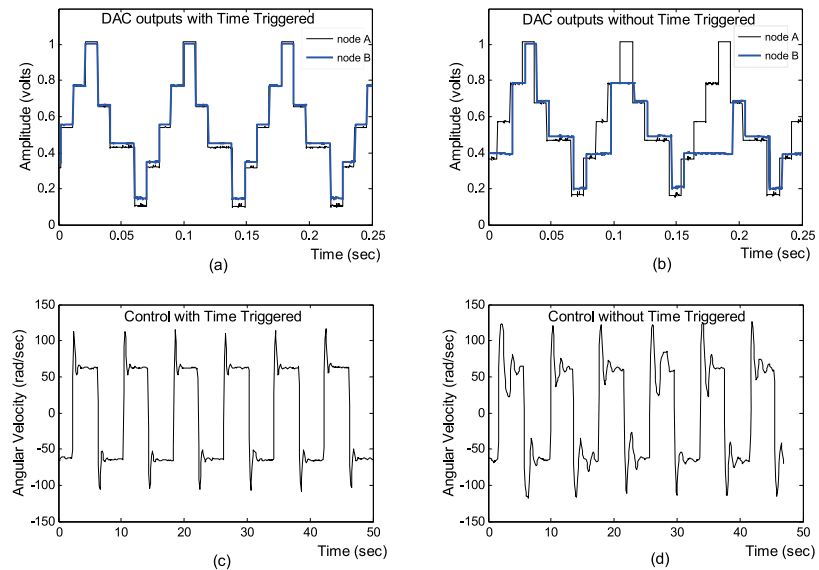 DAC outputs with Time Triggered
node A
node B
Amplitude (volts)
1
0.8
0.6
0.4
0.2
0
0 0.05 0.1 0.15 0.2 0.25
Time (sec)
(a)
DAC outputs without Time Triggered
node A
node B
Amplitude (volts)
1
0.8
0.6
0.4
0.2
0
0 0.05 0.1 0.15 0.2 0.25
Time (sec)
(b)
Control with Time Triggered
Angular Velocity (rad/sec)
150
100
50
0
-50
-100
-150
0 10 20 30 40 50
Time (sec)
(c)
Control without Time Triggered
Angular Velocity (rad/sec)
150
100
50
0
-50
-100
-150
0 10 20 30 40 50
Time (sec)
(d)